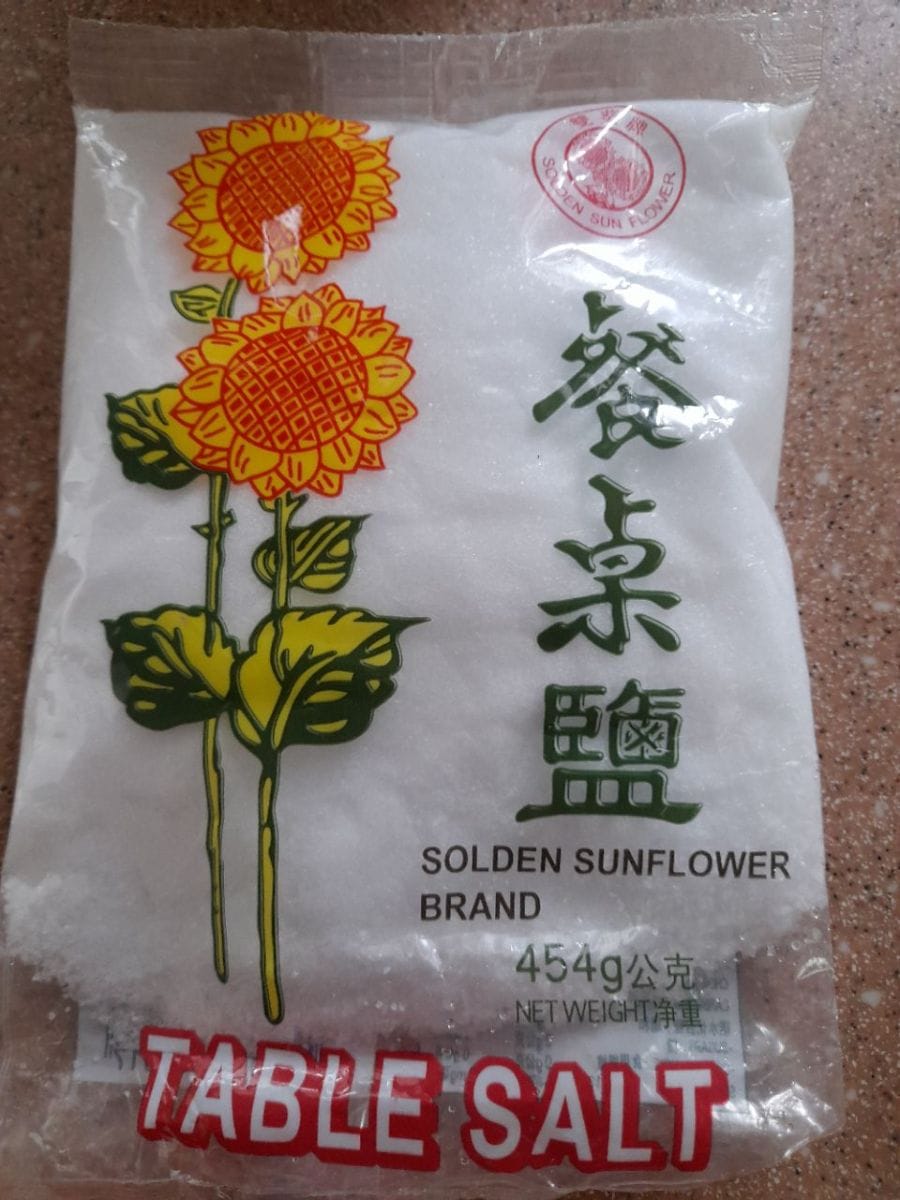 SOLDEN SUN FLOWER
餐桌鹽
SOLDEN SUNFLOWER
BRAND
454g公克
NET WEIGHT净重
TABLE SALT